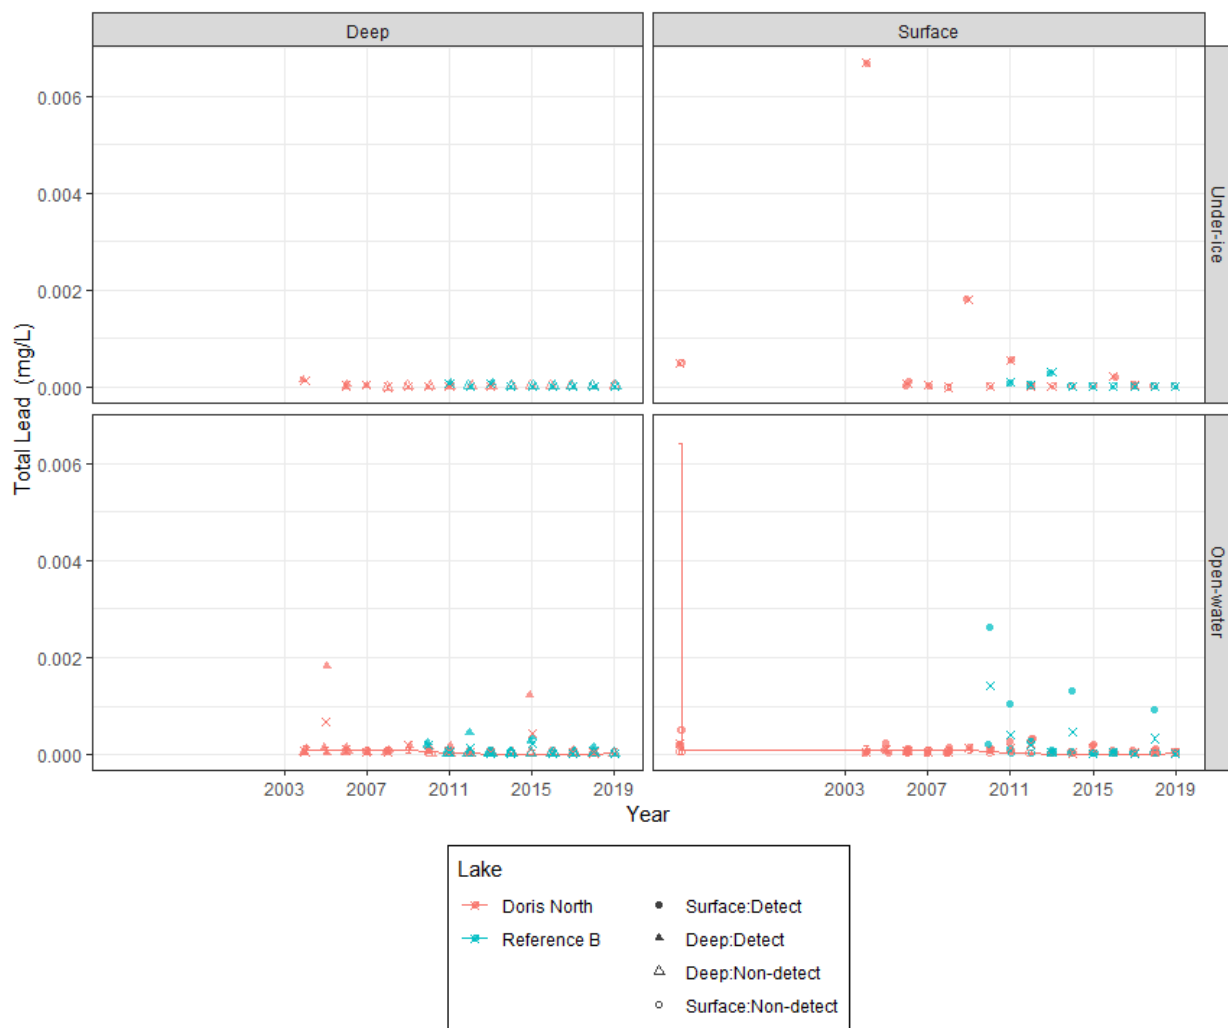 Deep
Surface
0.006
0.004
0.002
0.000
Under-ice
Total Lead (mg/L)
0.006
0.004
0.002
0.000
Open-water
2003 2007 2011 2015 2019
2003 2007 2011 2015 2019
Year
Lake
Doris North
Reference B
Surface:Detect
Deep:Detect
Deep:Non-detect
Surface:Non-detect